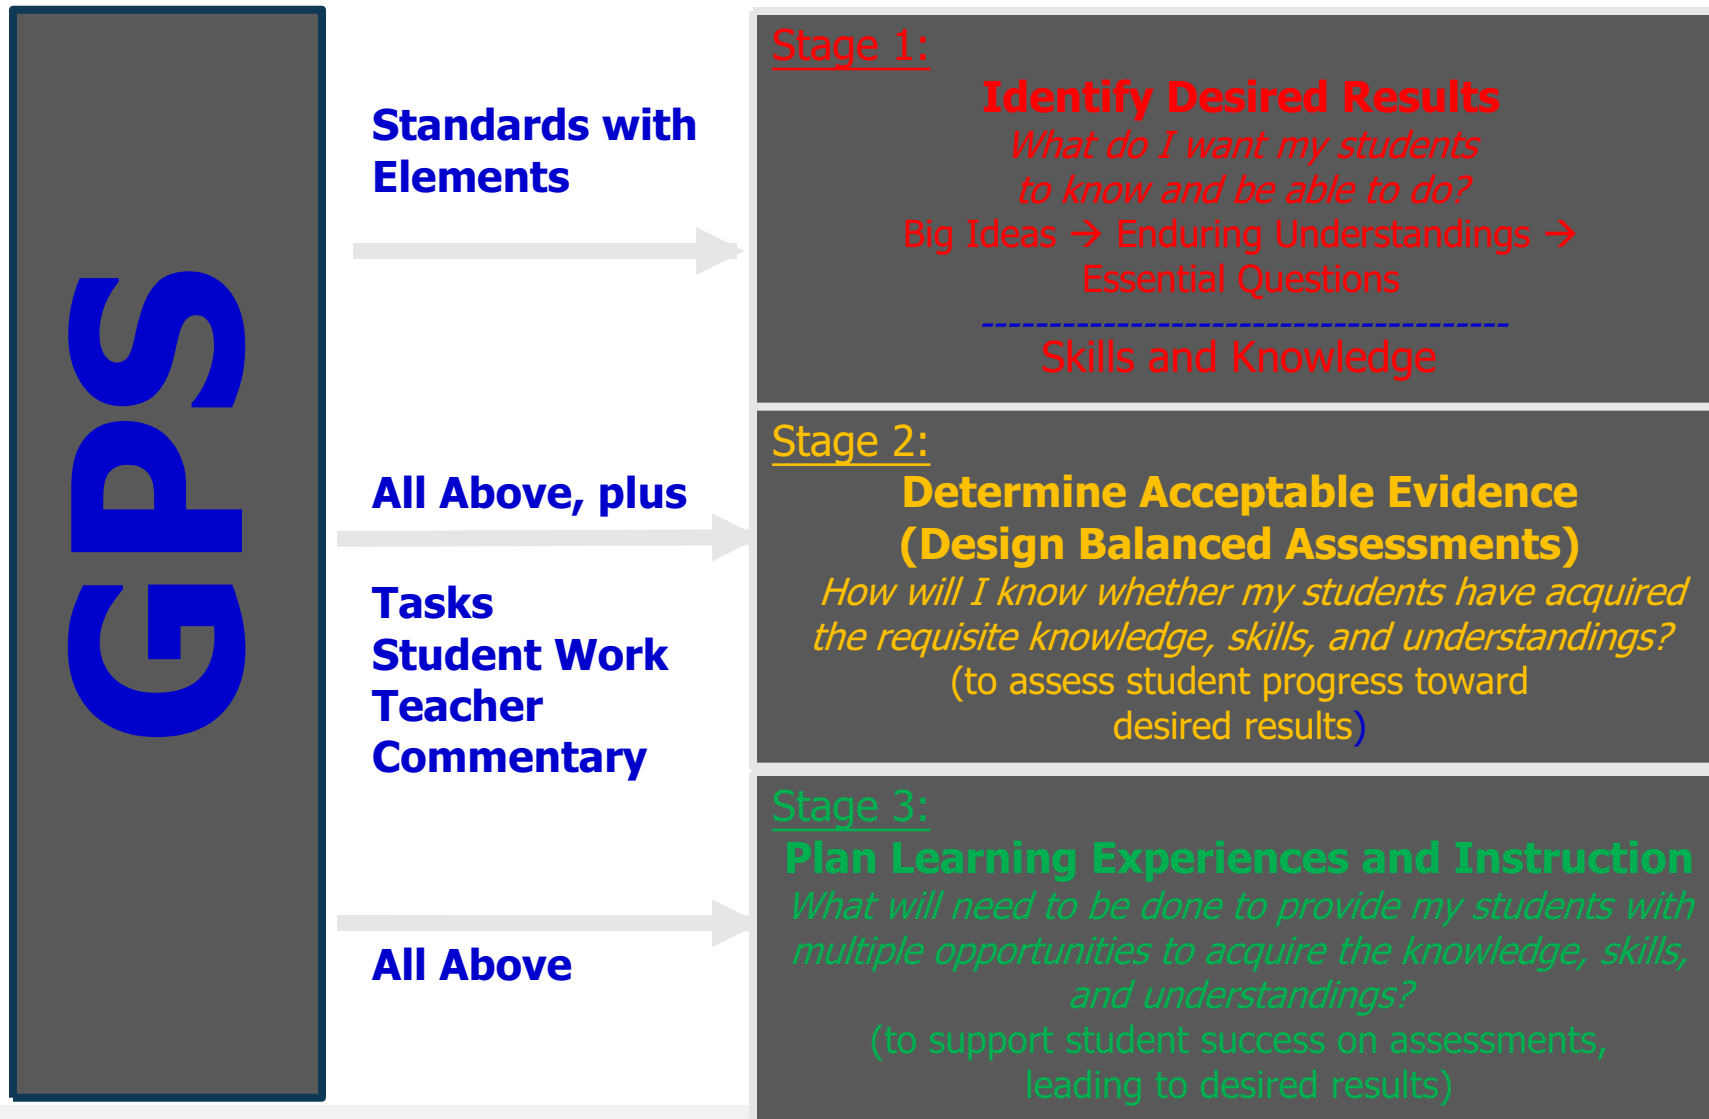 GPS
Standards with
Elements
All Above, plus
Tasks
Student Work
Teacher
Commentary
All Above
Stage 1:
Identify Desired Results
What do I want my students
to know and be able to do?
Big Ideas → Enduring Understandings →
Essential Questions
---------------------------------------
Skills and Knowledge
Stage 2:
Determine Acceptable Evidence
(Design Balanced Assessments)
How will I know whether my students have acquired
the requisite knowledge, skills, and understandings?
(to assess student progress toward
desired results)
Stage 3:
Plan Learning Experiences and Instruction
What will need to be done to provide my students with
multiple opportunities to acquire the knowledge, skills,
and understandings?
(to support student success on assessments,
leading to desired results)